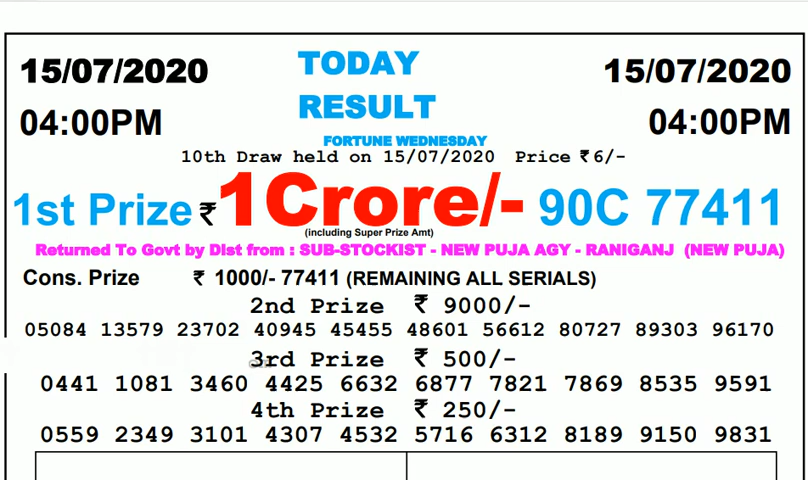 15/07/2020 TODAY 15/07/2020
04:00PM RESULT 04:00PM
FORTUNE WEDNESDAY
10th Draw held on 15/07/2020 Price ₹6/-
1st Prize ₹1Crore/- 90C 77411
(including Super Prize Amt)
Returned To Govt by Dist from : SUB-STOCKIST - NEW PUJA AGY - RANIGANJ (NEW PUJA)
Cons. Prize ₹ 1000/- 77411 (REMAINING ALL SERIALS)
2nd Prize ₹ 9000/-
05084 13579 23702 40945 45455 48601 56612 80727 89303 96170
3rd Prize ₹ 500/-
0441 1081 3460 4425 6632 6877 7821 7869 8535 9591
4th Prize ₹ 250/-
0559 2349 3101 4307 4532 5716 6312 8189 9150 9831